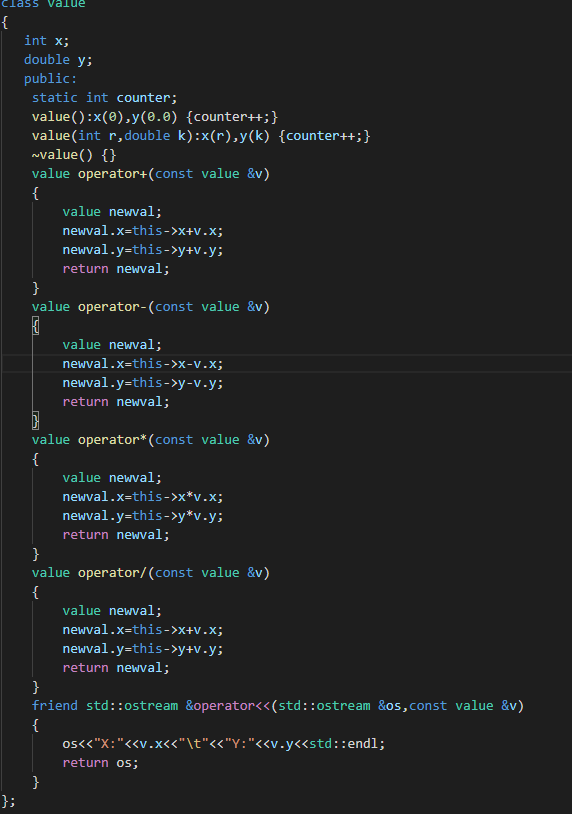 class value
{
int x;
double y;
public:
static int counter;
value():x(0),y(0.0) {counter++;}
value(int r,double k):x(r),y(k) {counter++;}
~value() {}
value operator+(const value &v)
{
value newval;
newval.x=this->x+v.x;
newval.y=this->y+v.y;
return newval;
}
value operator-(const value &v)
{
value newval;
newval.x=this->x-v.x;
newval.y=this->y-v.y;
return newval;
}
value operator*(const value &v)
{
value newval;
newval.x=this->x*v.x;
newval.y=this->y*v.y;
return newval;
}
value operator/(const value &v)
{
value newval;
newval.x=this->x+v.x;
newval.y=this->y+v.y;
return newval;
}
friend std::ostream &operator<<(std::ostream &os,const value &v)
{
os<<"X:"<<v.x<<"\t"<<"Y:"<<v.y<<std::endl;
return os;
}
};